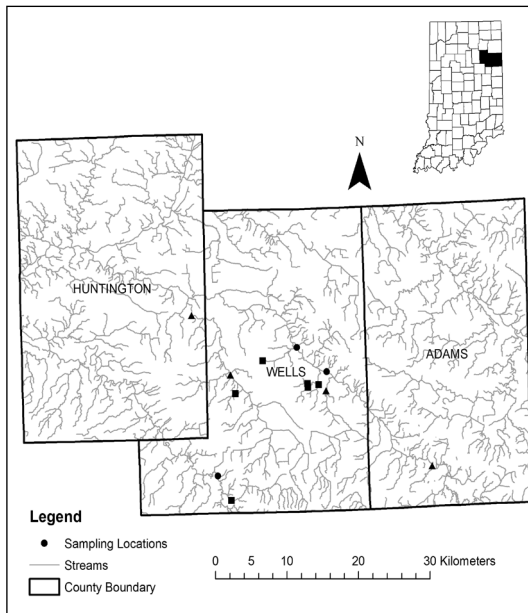 N
HUNTINGTON
WELLS
ADAMS
Legend
Sampling Locations
Streams
County Boundary
0 5 10 20 30 Kilometers